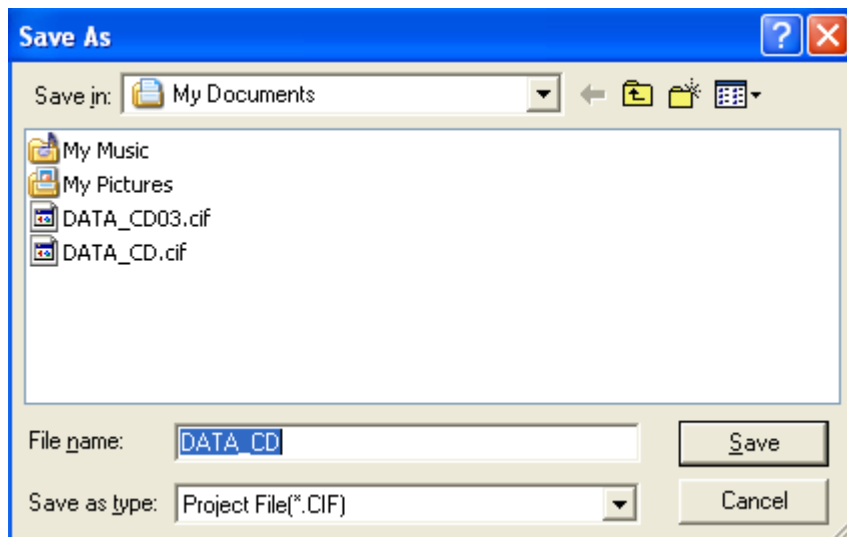 Save As
Save in: My Documents
My Music
My Pictures
DATA_CD03.cif
DATA_CD.cif
File name: DATA_CD Save
Save as type: Project File(*.CIF) Cancel